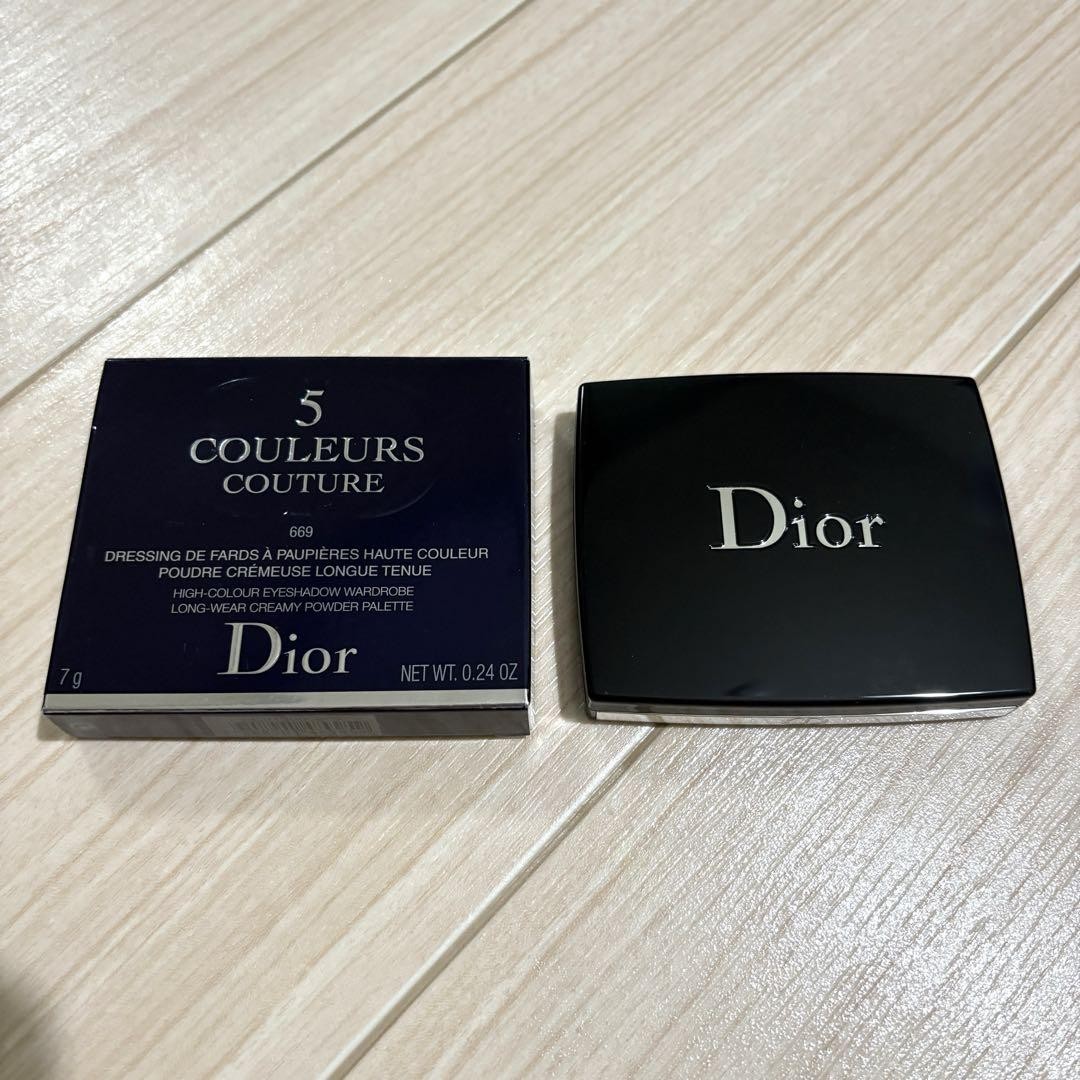 5
COULEURS
COUTURE
669
DRESSING DE FARDS À PAUPIÈRES HAUTE COULEUR
POUDRE CRÉMEUSE LONGUE TENUE
HIGH-COLOUR EYESHADOW WARDROBE
LONG-WEAR CREAMY POWDER PALETTE
Dior
7 g
NET WT. 0.24 OZ
Dior